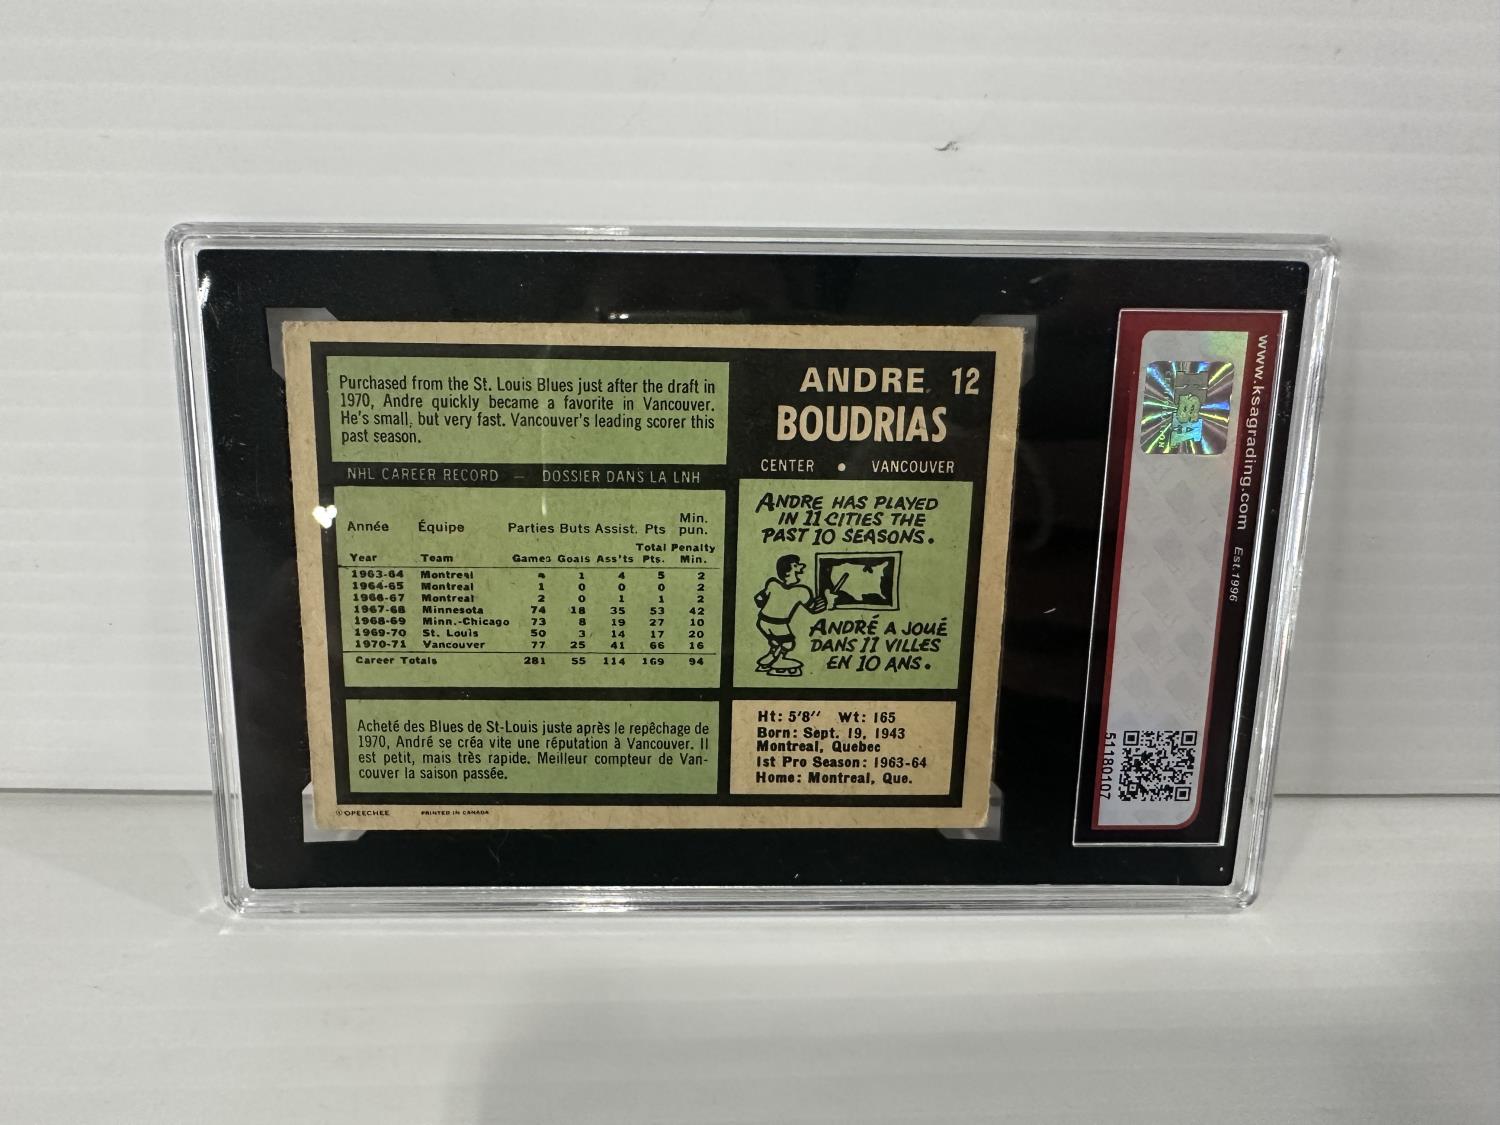 Purchased from the St. Louis Blues just after the draft in
1970, Andre quickly became a favorite in Vancouver.
He's small, but very fast. Vancouver's leading scorer this
past season.
NHL CAREER RECORD — DOSSIER DANS LA LNH
Année Équipe Parties Buts Assist. Pts Min. pun.
Year Team Games Goals Ass'ts Total Pts. Penalty Min.
1963-64 Montreal 4 1 4 5 2
1964-65 Montreal 1 0 0 0 2
1966-67 Montreal 2 0 1 1 2
1967-68 Minnesota 74 18 35 53 42
1968-69 Minn.-Chicago 73 8 19 27 10
1969-70 St. Louis 50 3 14 17 20
1970-71 Vancouver 77 25 41 66 16
Career Totals 281 55 114 169 94
Acheté des Blues de St-Louis juste après le repêchage de
1970, André se créa vite une réputation à Vancouver. Il
est petit, mais très rapide. Meilleur compteur de Van-
couver la saison passée.
© OPEECHEE PRINTED IN CANADA
ANDRE 12
BOUDRIAS
CENTER • VANCOUVER
ANDRE HAS PLAYED
IN 11 CITIES THE
PAST 10 SEASONS.
ANDRÉ A JOUÉ
DANS 11 VILLES
EN 10 ANS.
Ht: 5'8" Wt: 165
Born: Sept. 19, 1943
Montreal, Quebec
1st Pro Season: 1963-64
Home: Montreal, Que.
www.ksagrading.com Est.1996
KSA
51180107